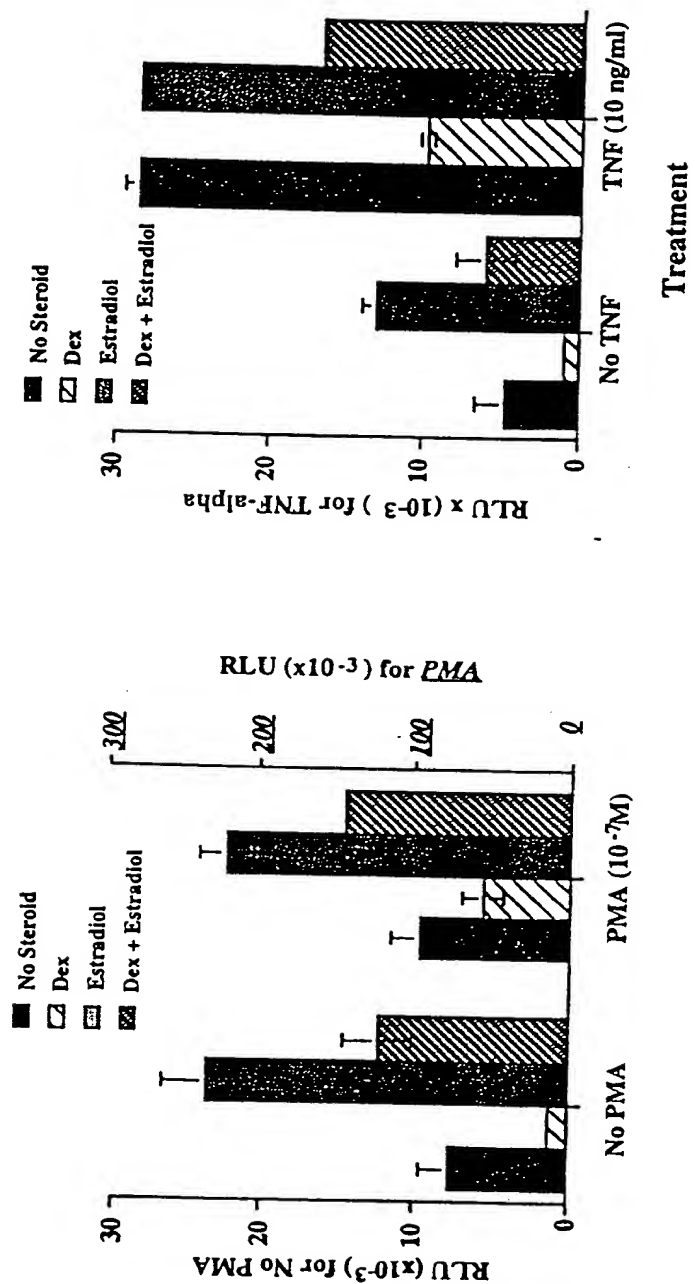 No Steroid
Dex
Estradiol
Dex + Estradiol
RLU (x10-3) for No PMA
30
20
10
0
No PMA
PMA (10-7M)
RLU (x10-3) for PMA
300
200
100
0
No Steroid
Dex
Estradiol
Dex + Estradiol
RLU x (10-3) for TNF-alpha
30
20
10
0
No TNF
TNF (10 ng/ml)
Treatment